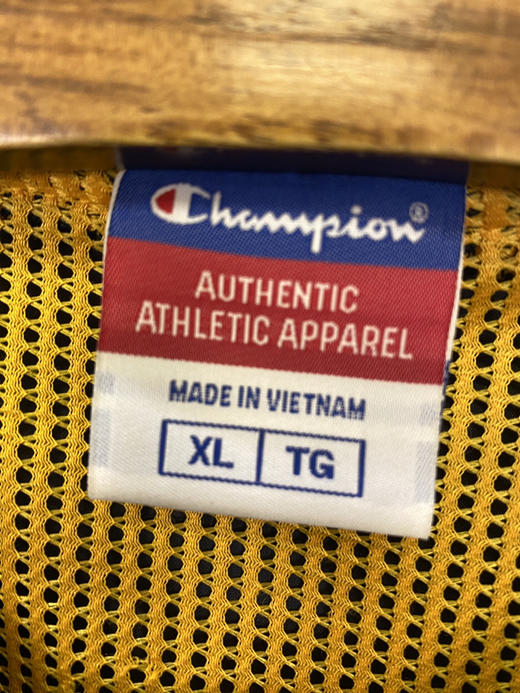 Champion®
AUTHENTIC
ATHLETIC APPAREL
MADE IN VIETNAM
XL TG